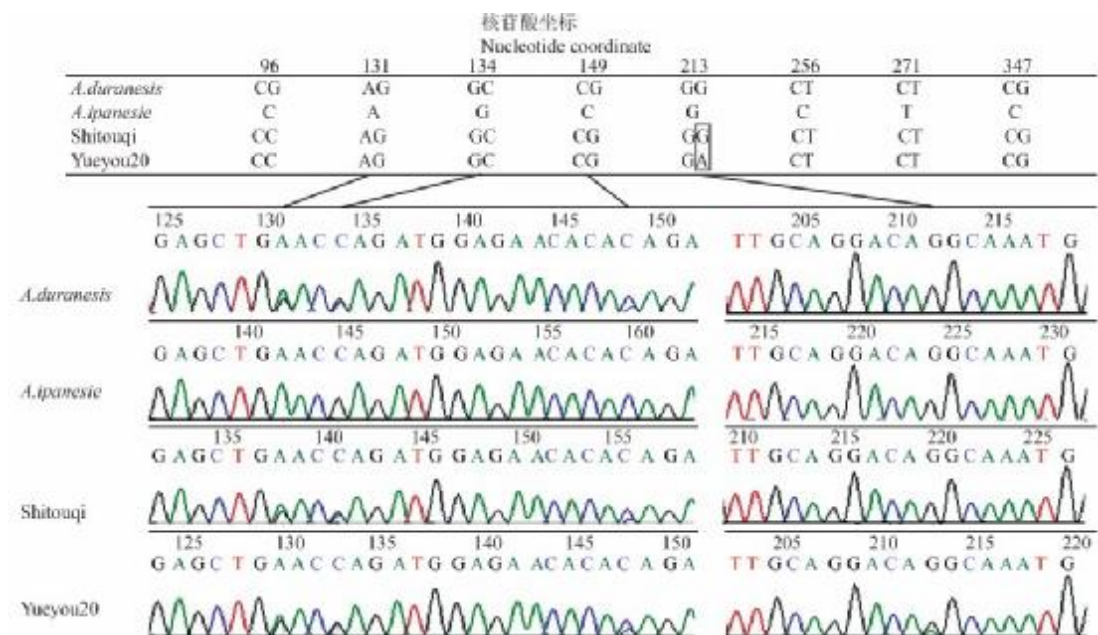 核苷酸坐标
Nucleotide coordinate
96 131 134 149 213 256 271 347
A.duranesis CG AG GC CG GG CT CT CG
A.ipanesie C A G C G C T C
Shitouqi CC AG GC CG GG CT CT CG
Yueyou20 CC AG GC CG GA CT CT CG
125 130 135 140 145 150 205 210 215
G A G C T G A A C C A G A T G G A G A A C A C A C A G A T T G C A G G A C A G G C A A A T G
A.duranesis
140 145 150 155 160 215 220 225 230
G A G C T G A A C C A G A T G G A G A A C A C A C A G A T T G C A G G A C A G G C A A A T G
A.ipanesie
135 140 145 150 155 210 215 220 225
G A G C T G A A C C A G A T G G A G A A C A C A C A G A T T G C A G G A C A G G C A A A T G
Shitouqi
125 130 135 140 145 150 205 210 215 220
G A G C T G A A C C A G A T G G A G A A C A C A C A G A T T G C A G G A C A G G C A A A T G
Yueyou20